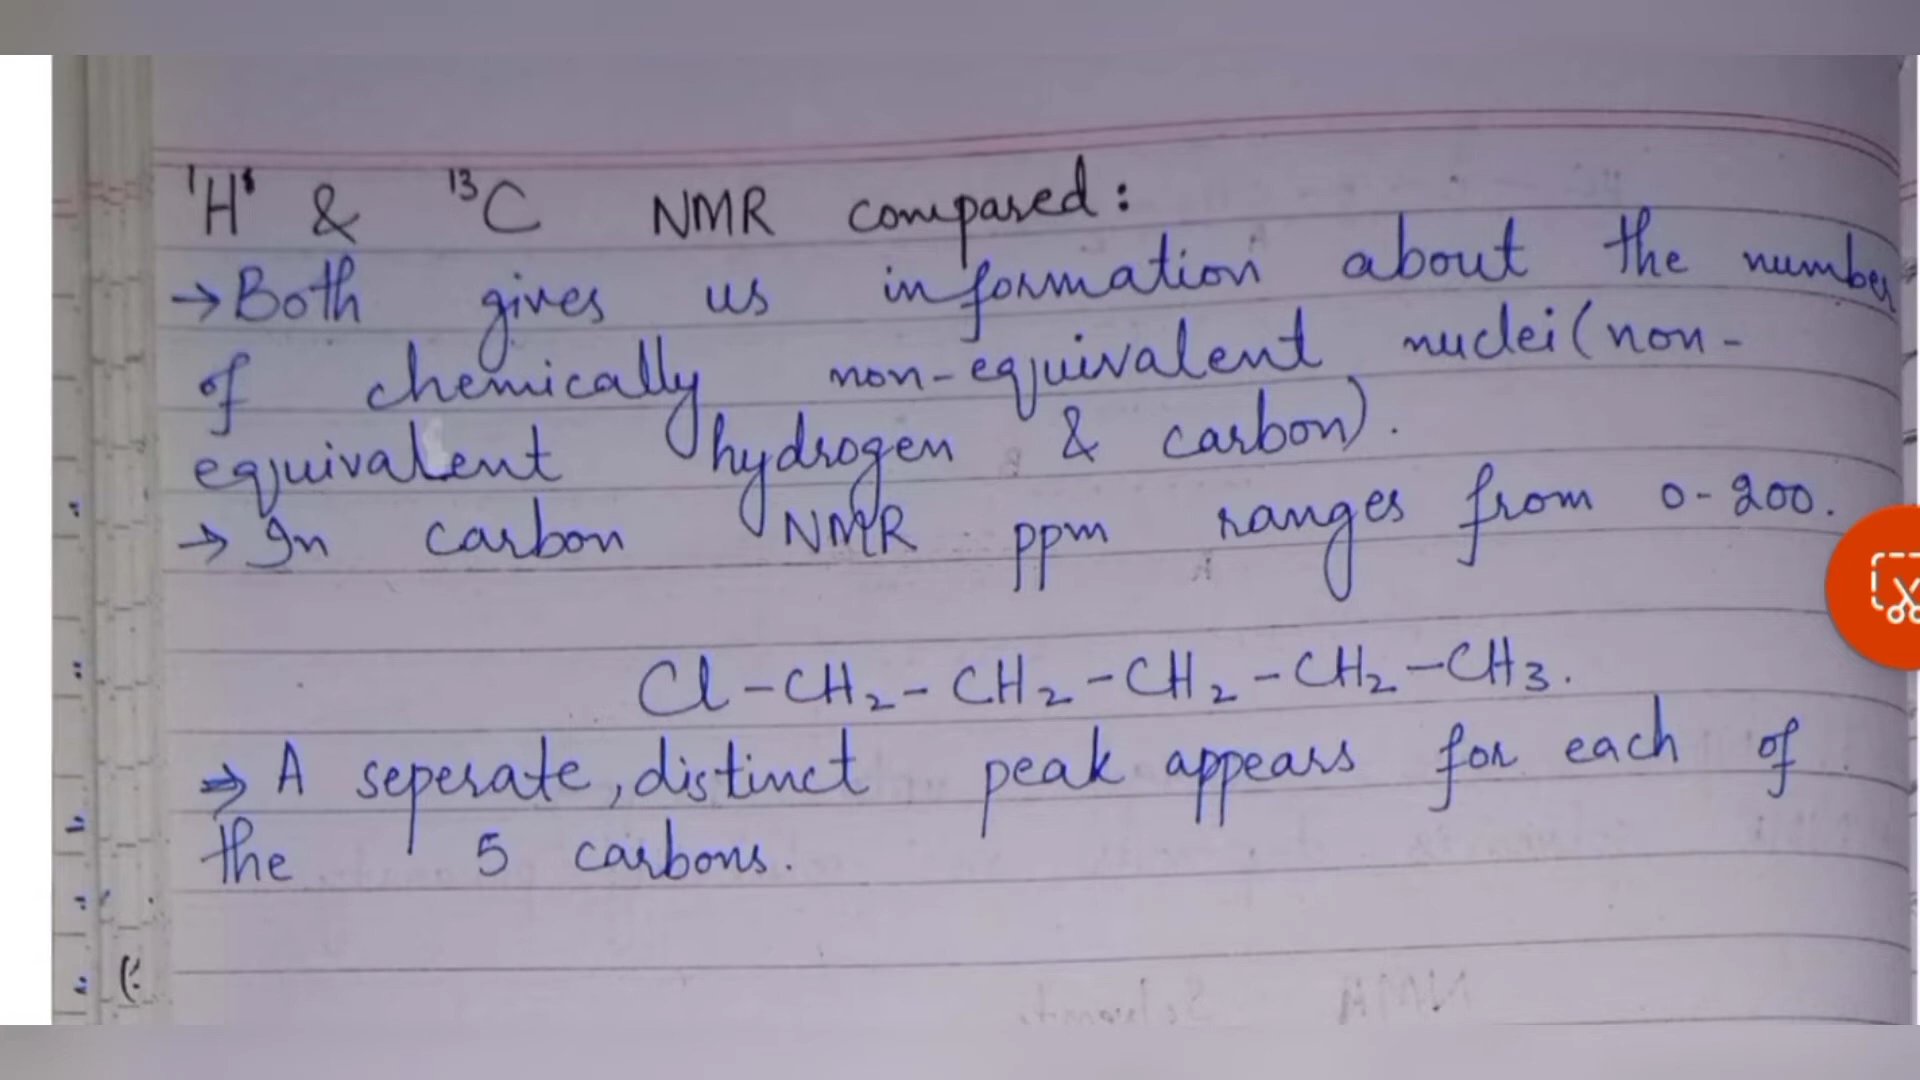 ¹H & ¹³C NMR compared:
→ Both gives us information about the number
of chemically non-equivalent nuclei (non-
equivalent hydrogen & carbon).
→ In carbon NMR ppm ranges from 0-200.
Cl-CH₂-CH₂-CH₂-CH₂-CH3.
⇒ A seperate, distinct peak appears for each of
the 5 carbons.